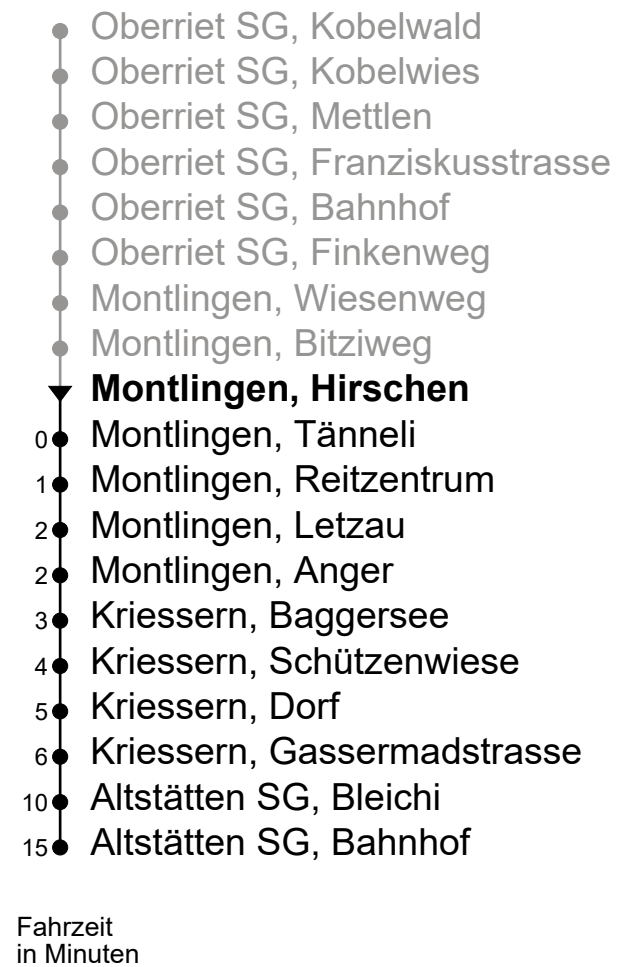 Oberriet SG, Kobelwald
Oberriet SG, Kobelwies
Oberriet SG, Mettlen
Oberriet SG, Franziskusstrasse
Oberriet SG, Bahnhof
Oberriet SG, Finkenweg
Montlingen, Wiesenweg
Montlingen, Bitziweg
Montlingen, Hirschen
0 Montlingen, Tänneli
1 Montlingen, Reitzentrum
2 Montlingen, Letzau
2 Montlingen, Anger
3 Kriessern, Baggersee
4 Kriessern, Schützenwiese
5 Kriessern, Dorf
6 Kriessern, Gassermadstrasse
10 Altstätten SG, Bleichi
15 Altstätten SG, Bahnhof
Fahrzeit
in Minuten